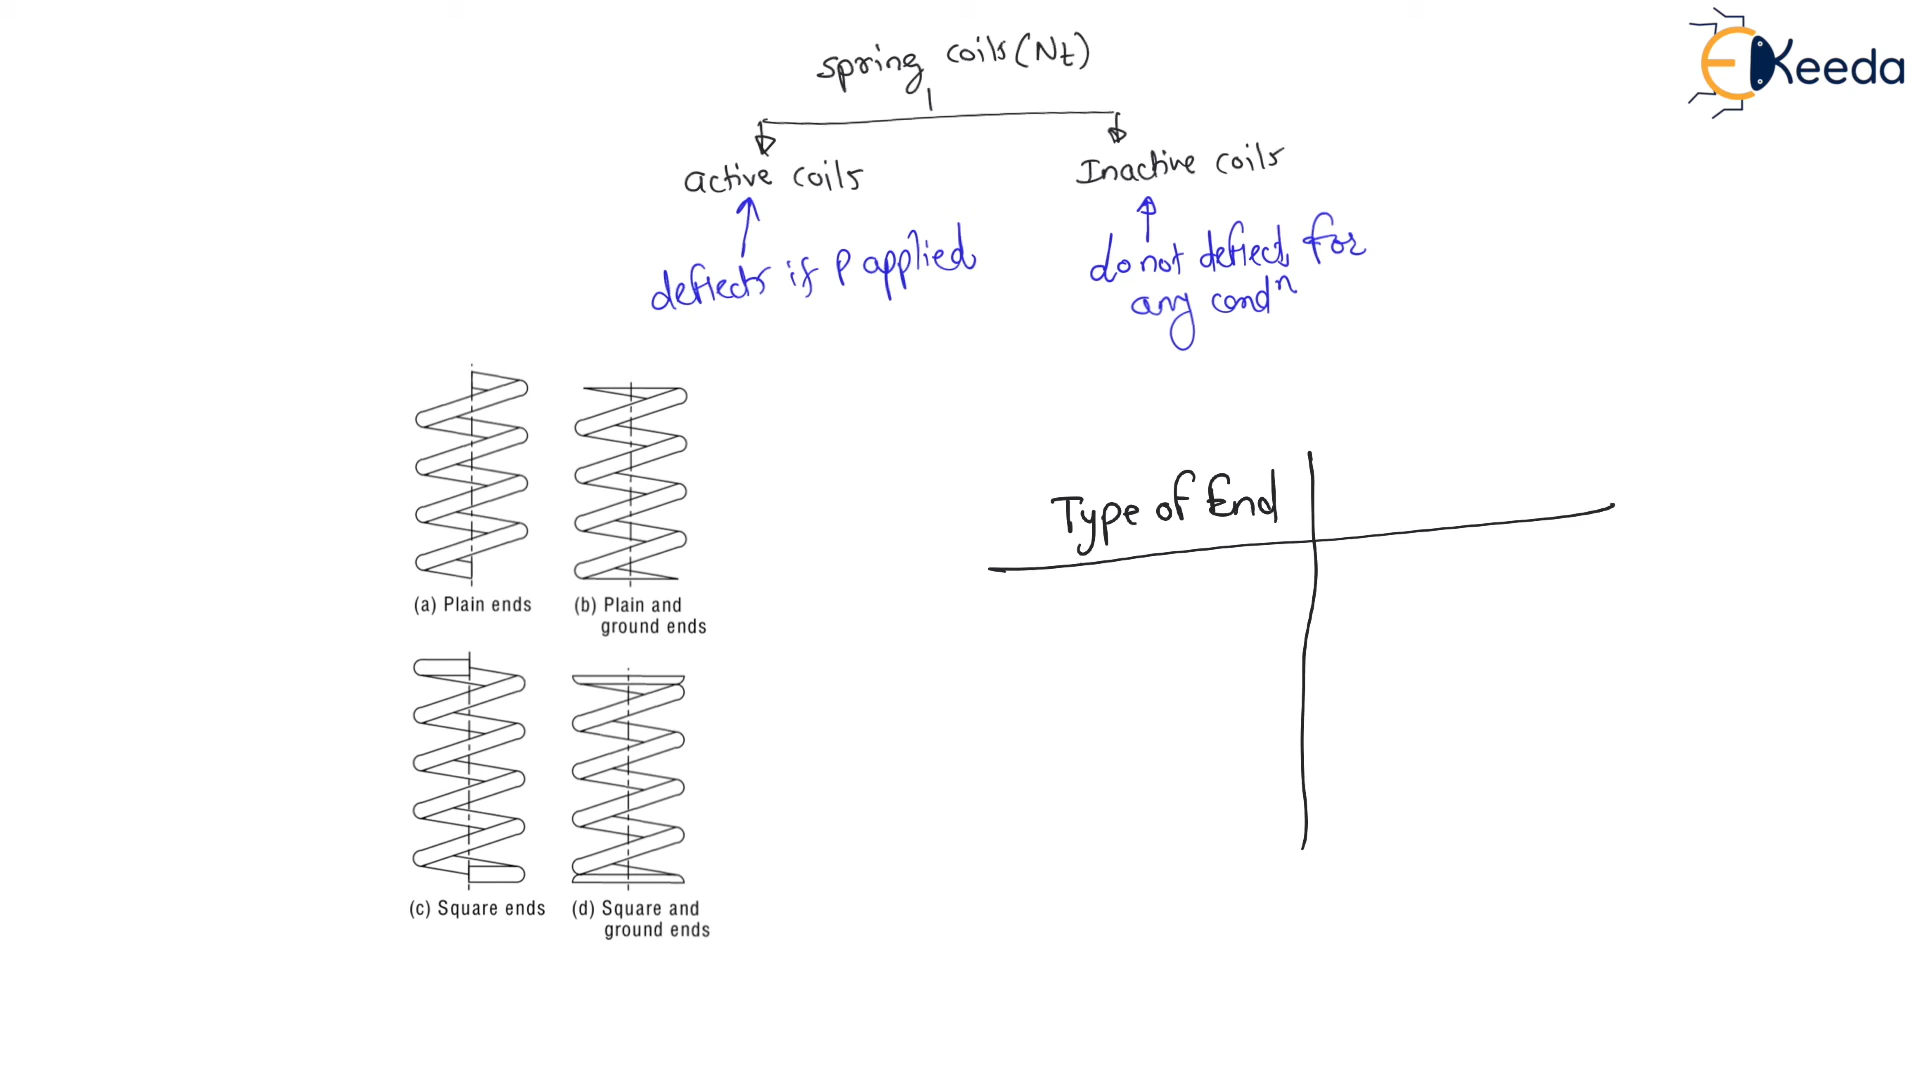 Keeda
spring coils (Nt)
active coils
Inactive coils
deflects if P applied
do not deflect for
any condⁿ
Type of End
(a) Plain ends
(b) Plain and
ground ends
(c) Square ends
(d) Square and
ground ends